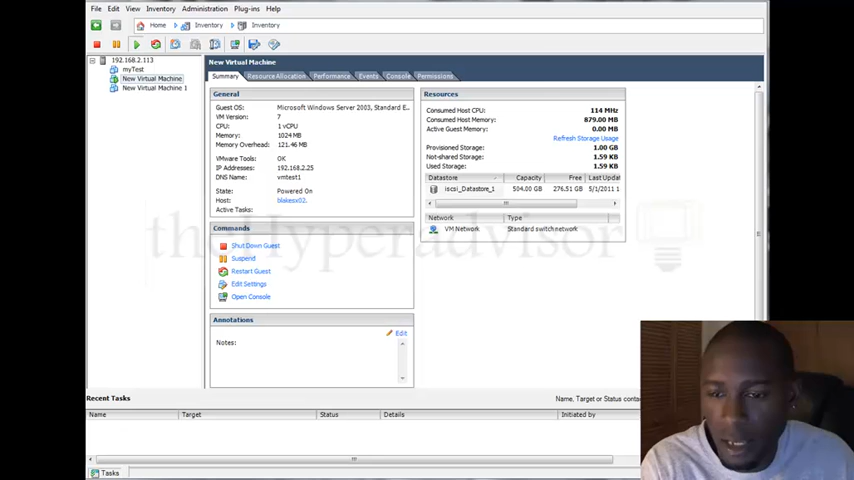 File Edit View Inventory Administration Plug-ins Help
Home Inventory Inventory
192.168.2.113
myTest
New Virtual Machine
New Virtual Machine 1
New Virtual Machine
Summary Resource Allocation Performance Events Console Permissions
General
Guest OS: Microsoft Windows Server 2003, Standard E..
VM Version: 7
CPU: 1 vCPU
Memory: 1024 MB
Memory Overhead: 121.46 MB
VMware Tools: OK
IP Addresses: 192.168.2.25
DNS Name: vmtest1
State: Powered On
Host: blakesx02.
Active Tasks:
Commands
Shut Down Guest
Suspend
Restart Guest
Edit Settings
Open Console
Annotations
Edit
Notes:
Resources
Consumed Host CPU: 114 MHz
Consumed Host Memory: 879.00 MB
Active Guest Memory: 0.00 MB
Refresh Storage Usage
Provisioned Storage: 1.00 GB
Not-shared Storage: 1.59 KB
Used Storage: 1.59 KB
Datastore Capacity Free Last Updat
iscsi_Datastore_1 504.00 GB 276.51 GB 5/1/2011 1
Network Type
VM Network Standard switch network
theHyperadvisor
Recent Tasks
Name, Target or Status contai
Name Target Status Details Initiated by
Tasks